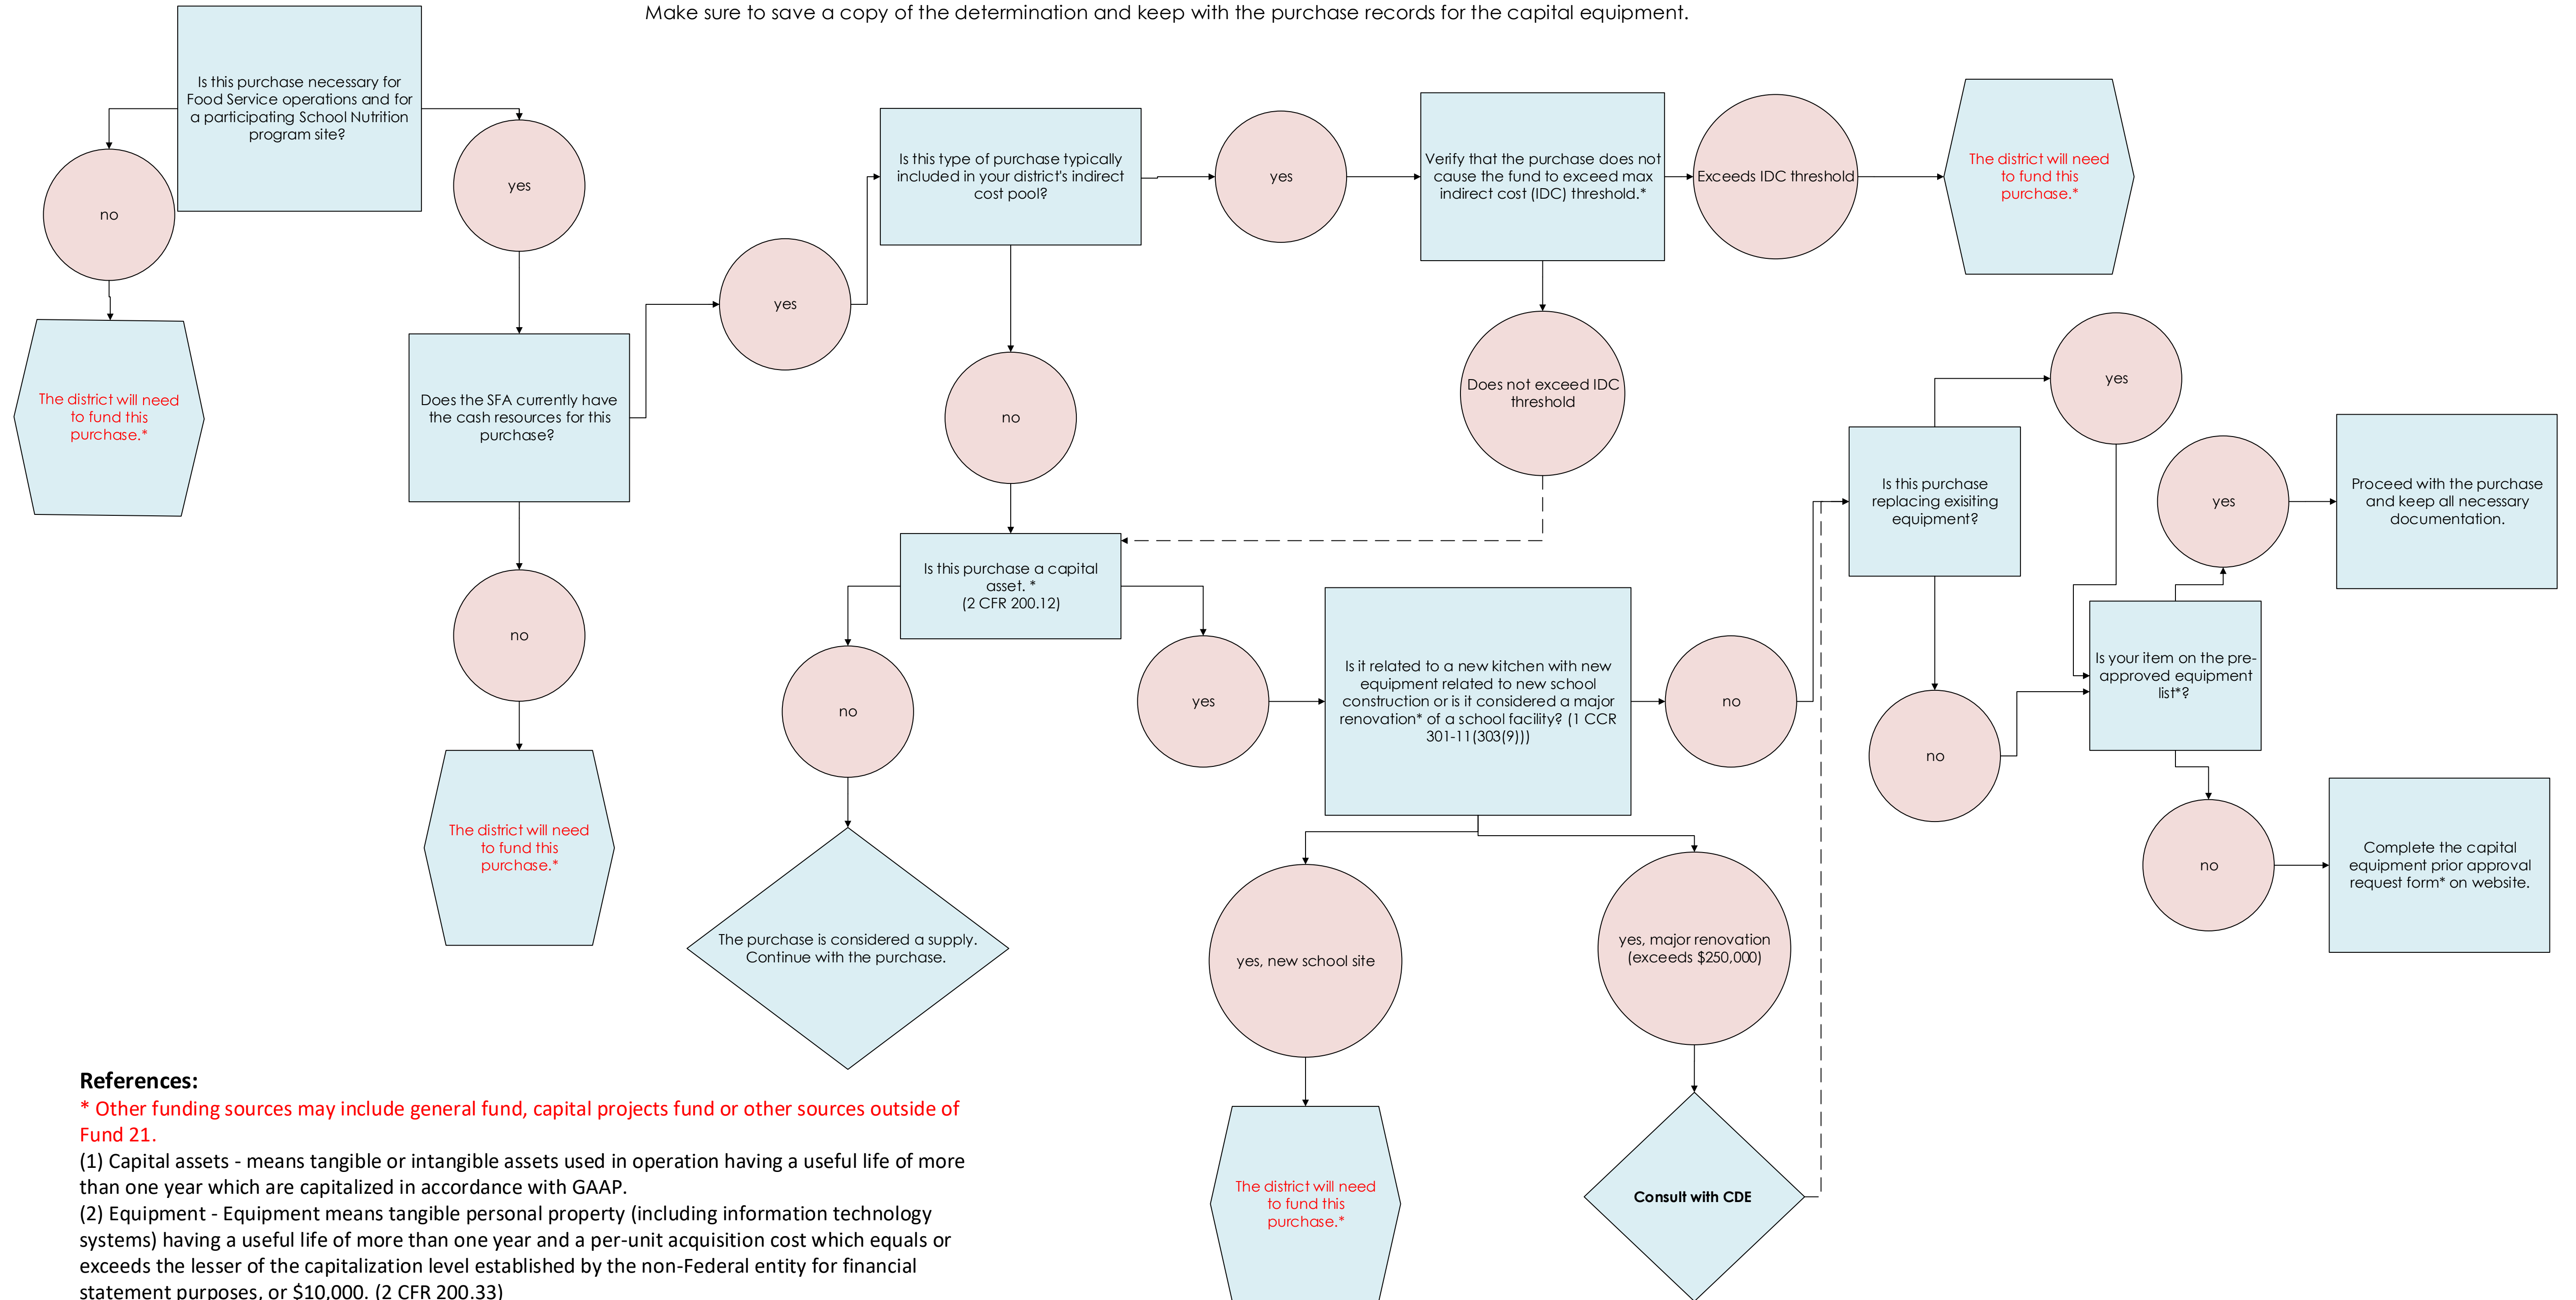 Make sure to save a copy of the determination and keep with the purchase records for the capital equipment.
Is this purchase necessary for
Food Service operations and for
a participating School Nutrition
program site?
no
yes
The district will need
to fund this
purchase.*
Does the SFA currently have
the cash resources for this
purchase?
no
The district will need
to fund this
purchase.*
yes
Is this type of purchase typically
included in your district's indirect
cost pool?
yes
Verify that the purchase does not
cause the fund to exceed max
indirect cost (IDC) threshold.*
Exceeds IDC threshold
The district will need
to fund this
purchase.*
no
Does not exceed IDC
threshold
Is this purchase a capital
asset. *
(2 CFR 200.12)
no
The purchase is considered a supply.
Continue with the purchase.
yes
Is it related to a new kitchen with new
equipment related to new school
construction or is it considered a major
renovation* of a school facility? (1 CCR
301-11(303(9)))
no
yes, new school site
The district will need
to fund this
purchase.*
yes, major renovation
(exceeds $250,000)
Consult with CDE
Is this purchase
replacing exisiting
equipment?
yes
no
Is your item on the pre-
approved equipment
list*?
yes
Proceed with the purchase
and keep all necessary
documentation.
no
Complete the capital
equipment prior approval
request form* on website.
References:
* Other funding sources may include general fund, capital projects fund or other sources outside of
Fund 21.
(1) Capital assets - means tangible or intangible assets used in operation having a useful life of more
than one year which are capitalized in accordance with GAAP.
(2) Equipment - Equipment means tangible personal property (including information technology
systems) having a useful life of more than one year and a per-unit acquisition cost which equals or
exceeds the lesser of the capitalization level established by the non-Federal entity for financial
statement purposes, or $10,000. (2 CFR 200.33)